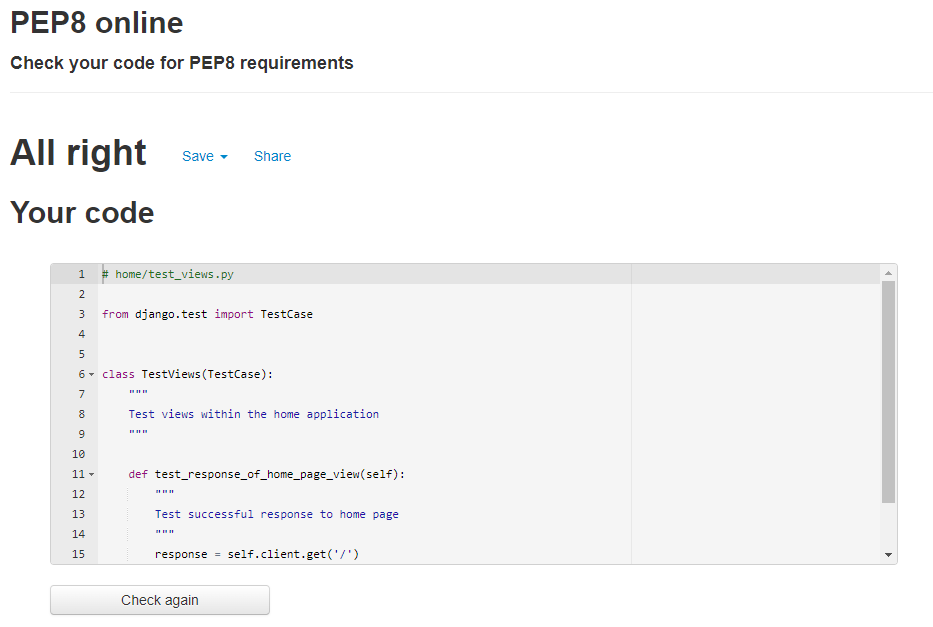 PEP8 online
Check your code for PEP8 requirements
All right Save Share
Your code
1 # home/test_views.py
2
3 from django.test import TestCase
4
5
6 class TestViews(TestCase):
7 """
8 Test views within the home application
9 """
10
11 def test_response_of_home_page_view(self):
12 """
13 Test successful response to home page
14 """
15 response = self.client.get('/')
Check again